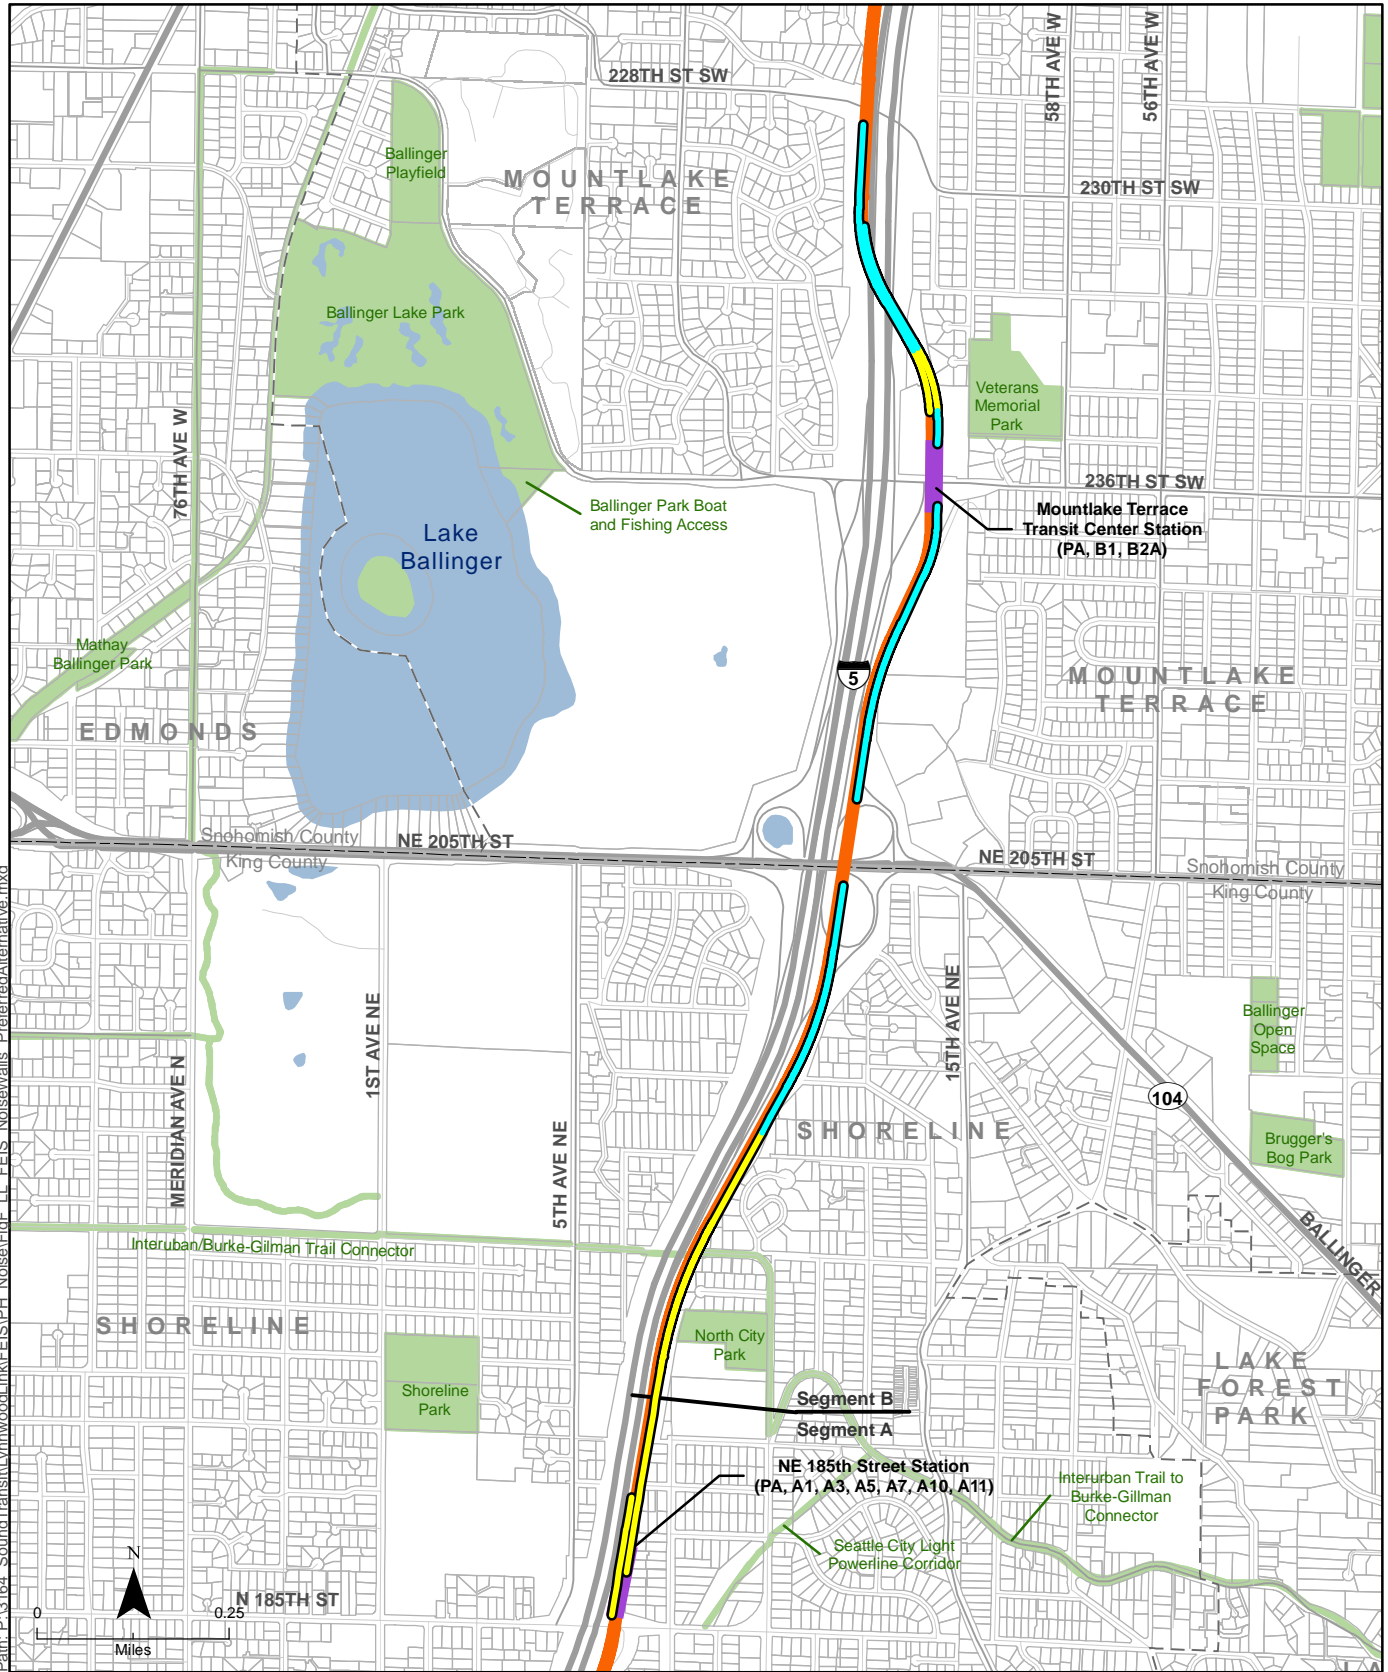 228TH ST SW
58TH AVE W
56TH AVE W
Ballinger
Playfield
MOUNTLAKE
TERRACE
230TH ST SW
Ballinger Lake Park
Veterans
Memorial
Park
76TH AVE W
236TH ST SW
Ballinger Park Boat
and Fishing Access
Mountlake Terrace
Transit Center Station
(PA, B1, B2A)
Lake
Ballinger
Mathay
Ballinger Park
5
MOUNTLAKE
TERRACE
EDMONDS
Snohomish County
King County
NE 205TH ST
NE 205TH ST
Snohomish County
King County
15TH AVE NE
Ballinger
Open
Space
1ST AVE NE
MERIDIAN AVE N
5TH AVE NE
104
SHORELINE
Brugger's
Bog Park
BALLINGER
Interuban/Burke-Gilman Trail Connector
SHORELINE
North City
Park
LAKE
FOREST
PARK
Shoreline
Park
Segment B
Segment A
NE 185th Street Station
(PA, A1, A3, A5, A7, A10, A11)
Interurban Trail to
Burke-Gillman
Connector
Seattle City Light
Powerline Corridor
N
N 185TH ST
0
0.25
Miles